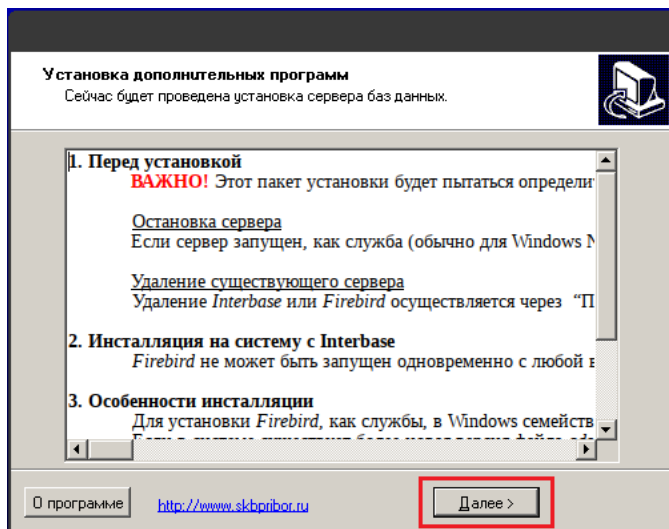 Установка дополнительных программ
Сейчас будет проведена установка сервера баз данных.
1. Перед установкой
ВАЖНО! Этот пакет установки будет пытаться
Остановка сервера
Если сервер запущен, как служба (обычно для Windows
Удаление существующего сервера
Удаление Interbase или Firebird осуществляется через
2. Инсталляция на систему с Interbase
Firebird не может быть запущен одновременно с любой
3. Особенности инсталляции
Для установки Firebird, как службы, в Windows
О программе
http://www.skbpribor.ru
Далее >